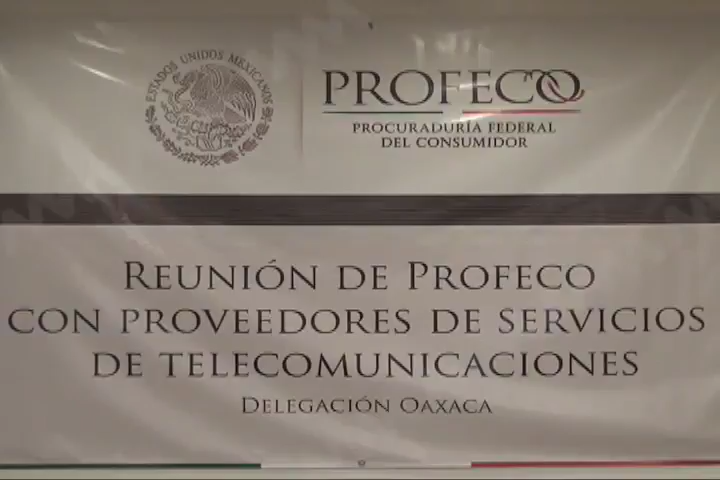 ESTADOS UNIDOS MEXICANOS
PROFECO
PROCURADURÍA FEDERAL
DEL CONSUMIDOR
REUNIÓN DE PROFECO
CON PROVEEDORES DE SERVICIOS
DE TELECOMUNICACIONES
DELEGACIÓN OAXACA